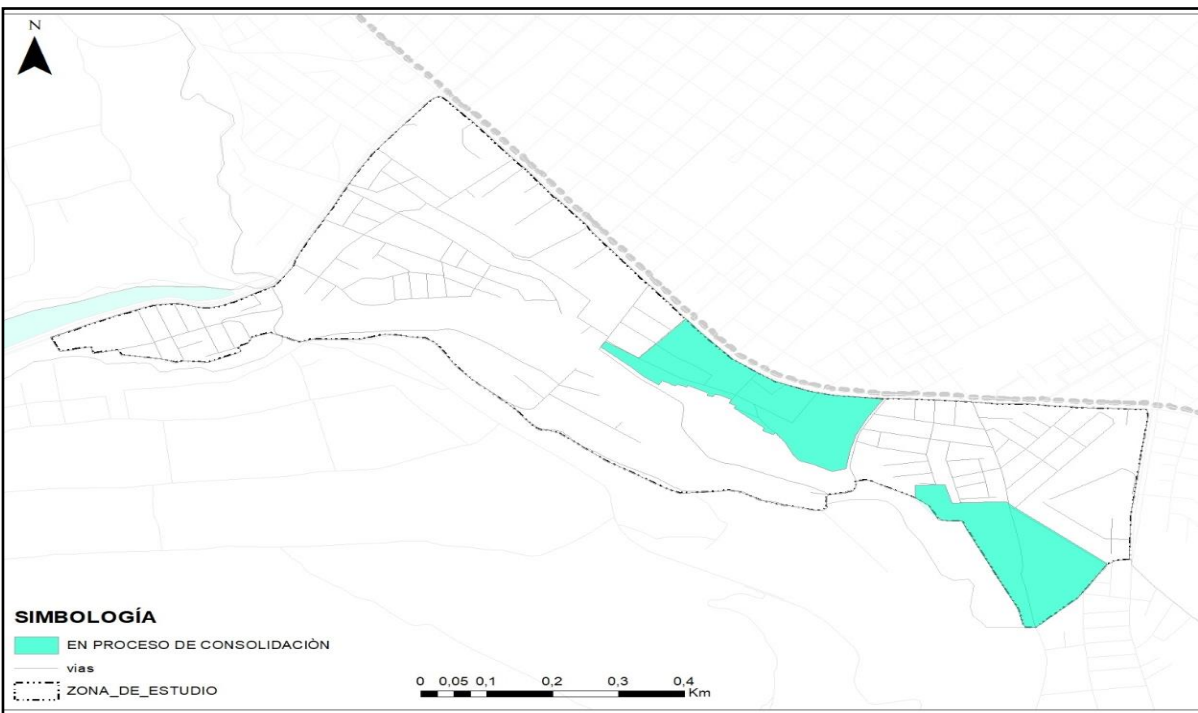 N
SIMBOLOGÍA
EN PROCESO DE CONSOLIDACIÒN
vias
ZONA_DE_ESTUDIO
0 0,05 0,1 0,2 0,3 0,4
Km